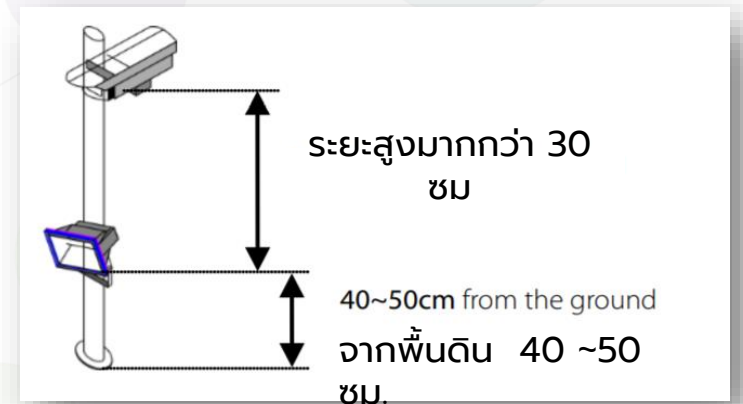 ระยะสูงมากกว่า 30
ซม
40~50cm from the ground
จากพื้นดิน 40 ~50
ซม.